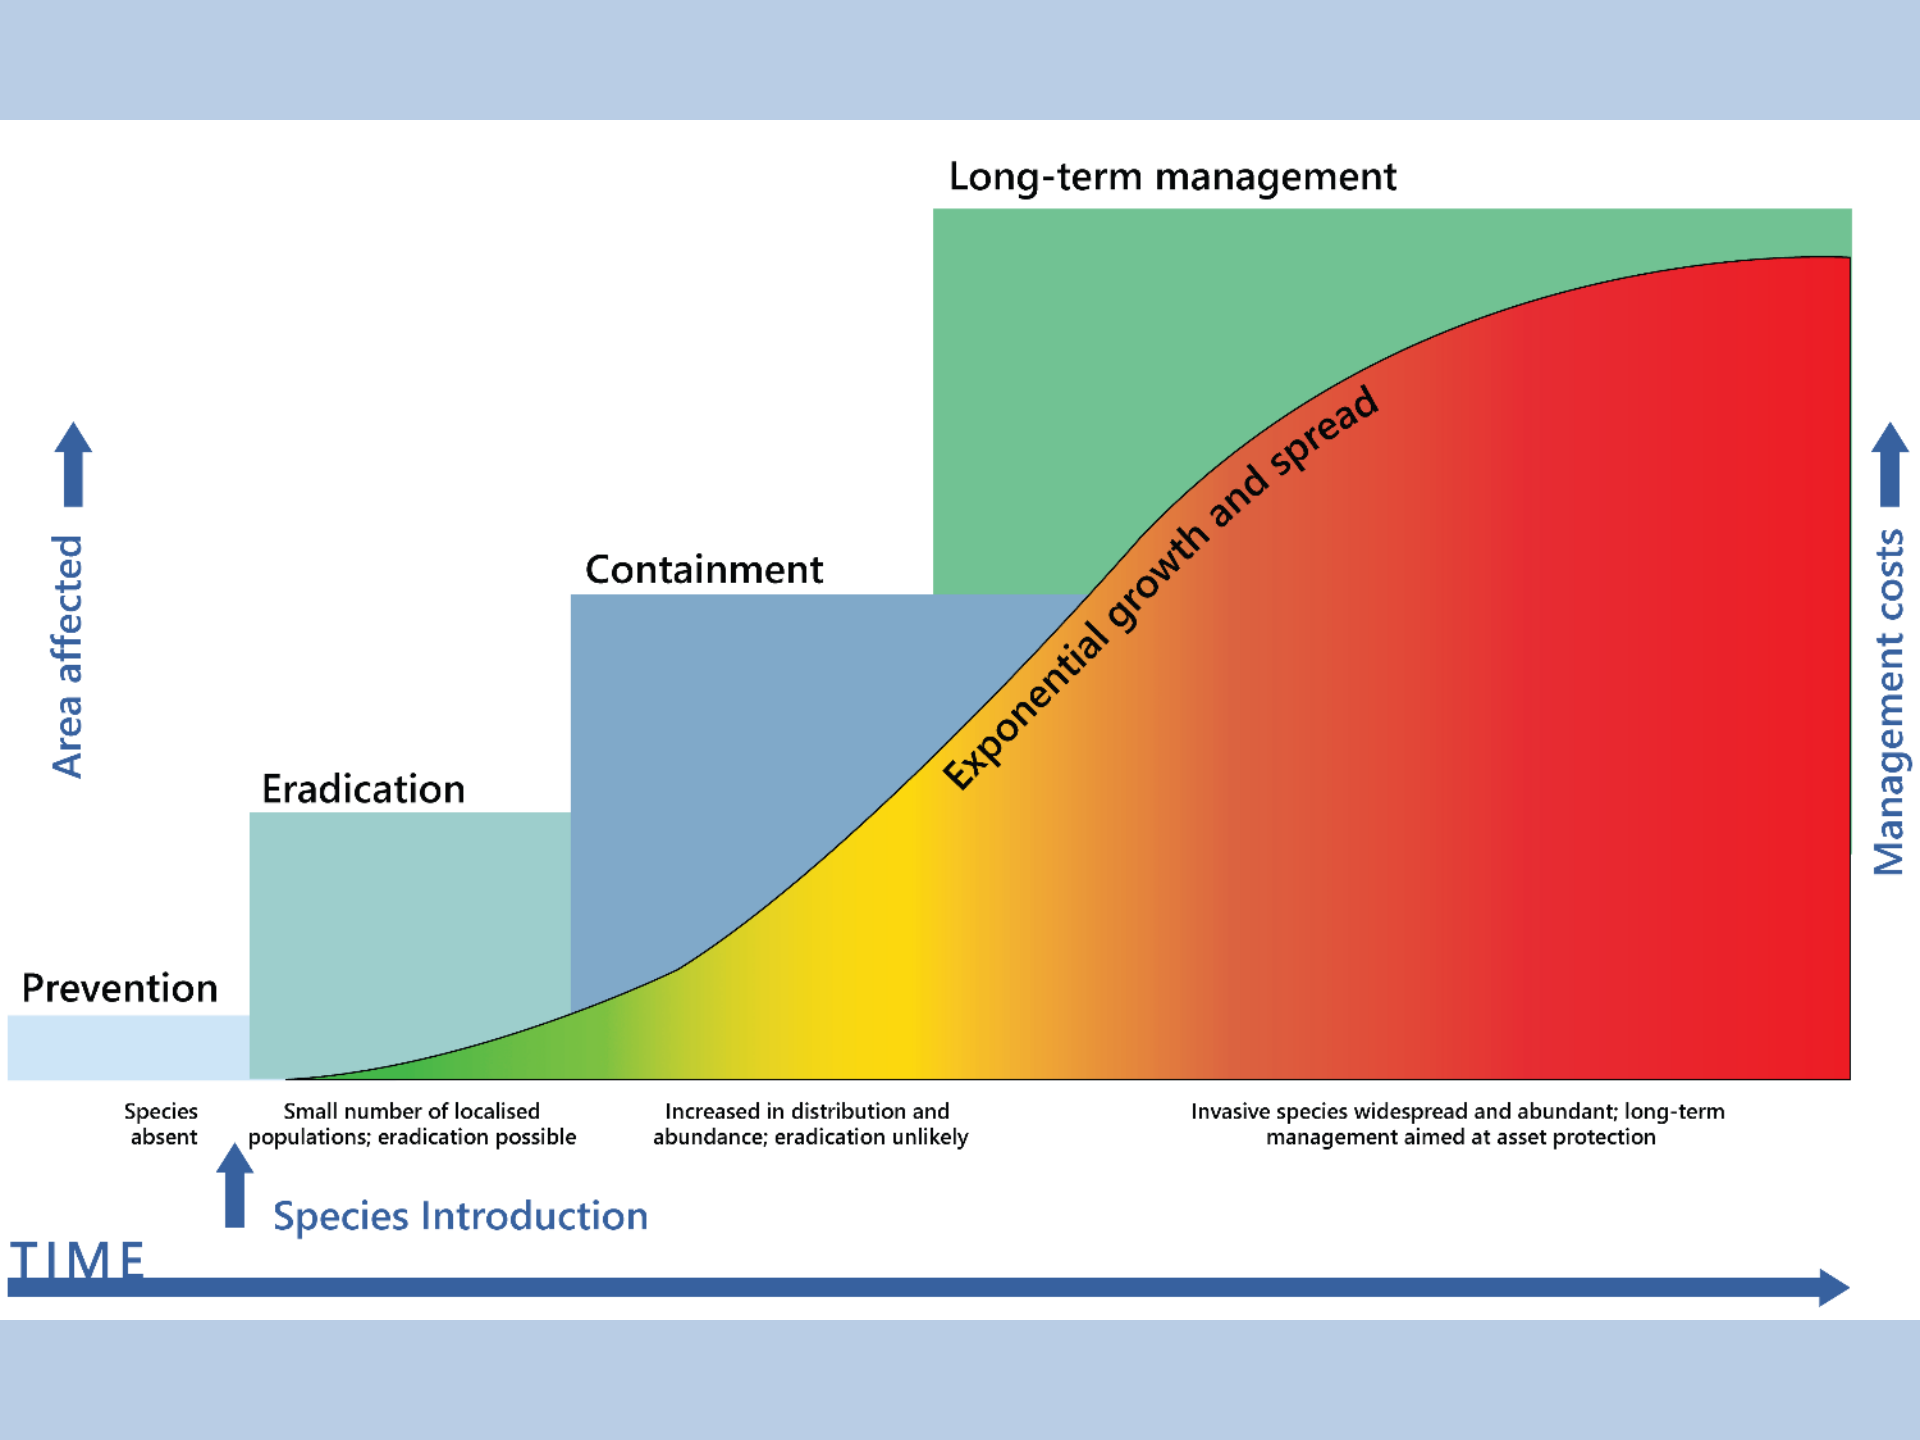 Long-term management
Containment
Eradication
Prevention
Area affected
Exponential growth and spread
Management costs
Species
absent
Small number of localised
populations; eradication possible
Increased in distribution and
abundance; eradication unlikely
Invasive species widespread and abundant; long-term
management aimed at asset protection
Species Introduction
TIME